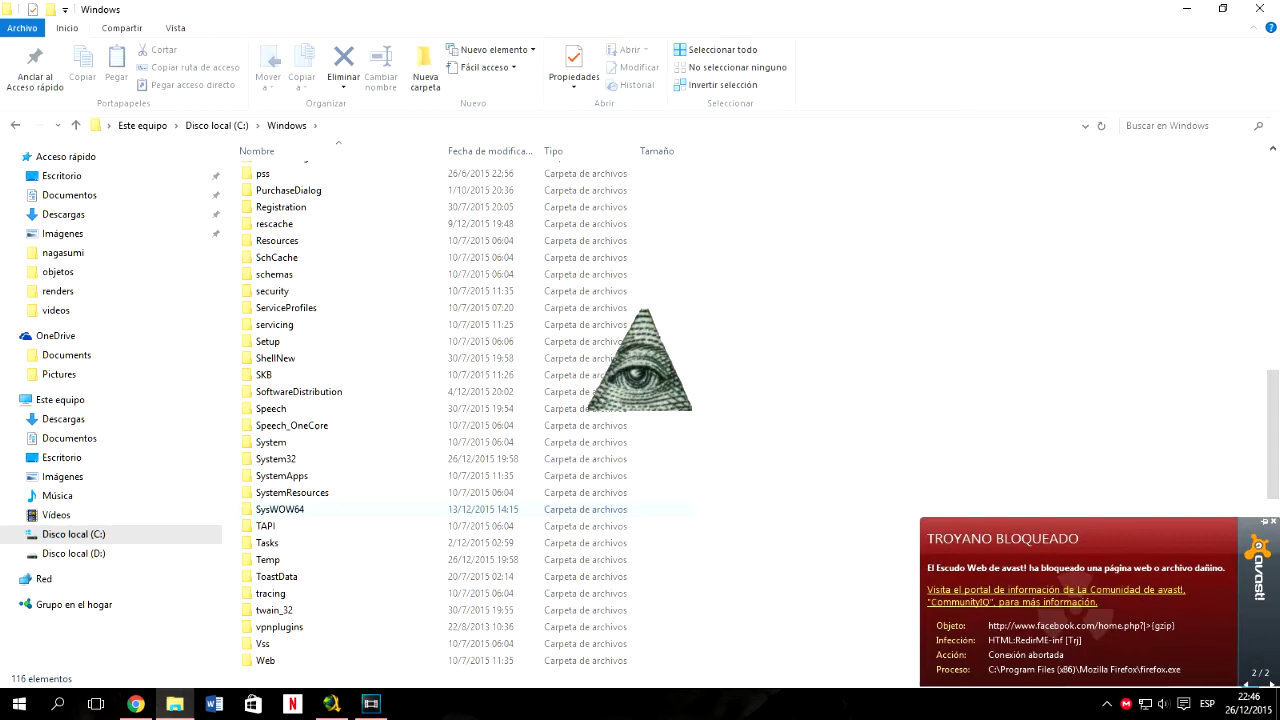 Windows
Archivo Inicio Compartir Vista
Anclar al Acceso rápido
Copiar
Pegar
Cortar
Copiar ruta de acceso
Pegar acceso directo
Portapapeles
Mover a
Copiar a
Eliminar
Cambiar nombre
Organizar
Nueva carpeta
Nuevo elemento
Fácil acceso
Nuevo
Propiedades
Abrir
Modificar
Historial
Abrir
Seleccionar todo
No seleccionar ninguno
Invertir selección
Seleccionar
Este equipo > Disco local (C:) > Windows >
Buscar en Windows
Acceso rápido
Escritorio
Documentos
Descargas
Imágenes
nagasumi
objetos
renders
videos
OneDrive
Documents
Pictures
Este equipo
Descargas
Documentos
Escritorio
Imágenes
Música
Vídeos
Disco local (C:)
Disco local (D:)
Red
Grupo en el hogar
Nombre Fecha de modifica... Tipo Tamaño
pss 26/6/2015 22:56 Carpeta de archivos
PurchaseDialog 1/10/2015 20:36 Carpeta de archivos
Registration 30/7/2015 20:05 Carpeta de archivos
rescache 9/12/2015 19:48 Carpeta de archivos
Resources 10/7/2015 06:04 Carpeta de archivos
SchCache 10/7/2015 06:04 Carpeta de archivos
schemas 10/7/2015 06:04 Carpeta de archivos
security 10/7/2015 11:35 Carpeta de archivos
ServiceProfiles 10/7/2015 07:20 Carpeta de archivos
servicing 10/7/2015 11:25 Carpeta de archivos
Setup 10/7/2015 06:06 Carpeta de archivos
ShellNew 30/7/2015 19:58 Carpeta de
SKB 10/7/2015 11:26 Carpeta de
SoftwareDistribution 4/12/2015 20:02 Carpeta de
Speech 30/7/2015 19:54 Carpeta de
Speech_OneCore 10/7/2015 06:04 Carpeta de archivos
System 10/7/2015 06:04 Carpeta de archivos
System32 26/12/2015 19:58 Carpeta de archivos
SystemApps 10/7/2015 11:35 Carpeta de archivos
SystemResources 10/7/2015 06:04 Carpeta de archivos
SysWOW64 13/12/2015 14:15 Carpeta de archivos
TAPI 10/7/2015 06:04 Carpeta de archivos
Tasks 2/12/2015 02:59 Carpeta de archivos
Temp 26/12/2015 19:58 Carpeta de archivos
ToastData 20/7/2015 02:14 Carpeta de archivos
tracing 10/7/2015 06:04 Carpeta de archivos
twain_32 30/7/2015 19:55 Carpeta de archivos
vpnplugins 22/8/2013 10:36 Carpeta de archivos
Vss 10/7/2015 06:04 Carpeta de archivos
Web 10/7/2015 11:35 Carpeta de archivos
116 elementos
TROYANO BLOQUEADO
El Escudo Web de avast! ha bloqueado una página web o archivo dañino.
Visita el portal de información de La Comunidad de avast!,
"CommunityIQ", para más información.
Objeto: http://www.facebook.com/home.php?|>{gzip}
Infección: HTML:RedirME-inf [Trj]
Acción: Conexión abortada
Proceso: C:\Program Files (x86)\Mozilla Firefox\firefox.exe
avast!
2 / 2
ESP
22:46
26/12/2015